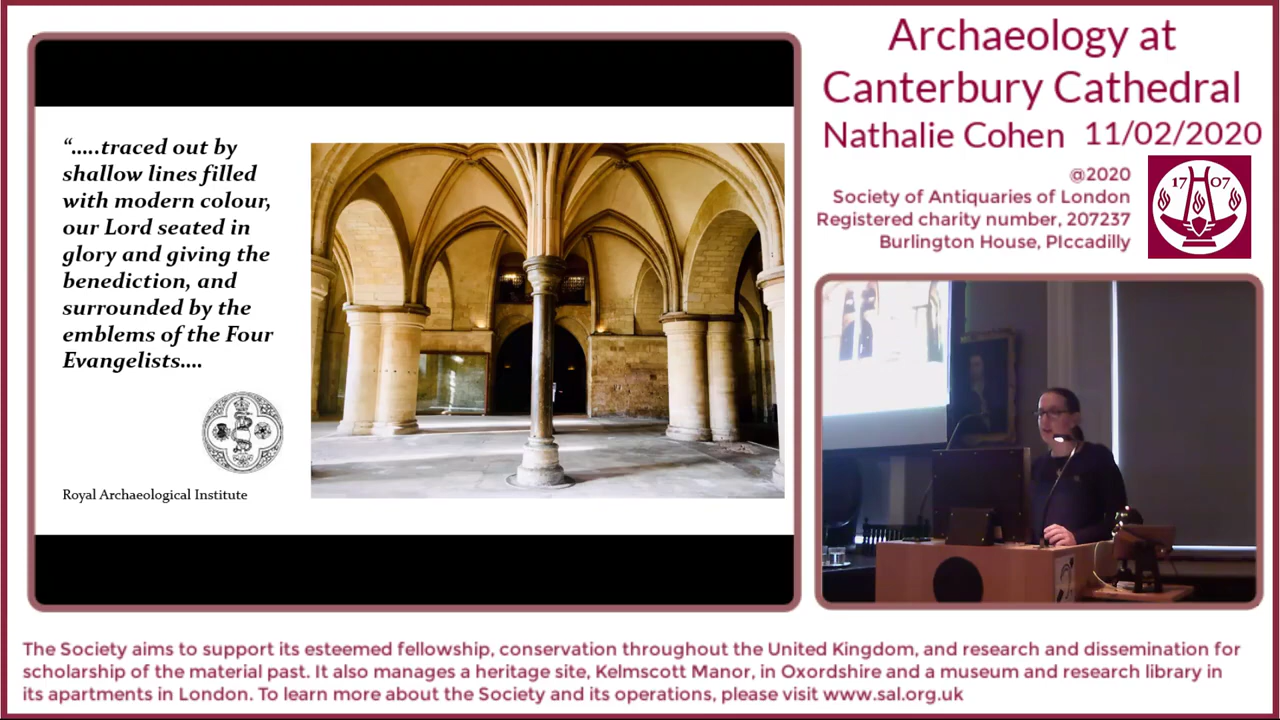 “.....traced out by
shallow lines filled
with modern colour,
our Lord seated in
glory and giving the
benediction, and
surrounded by the
emblems of the Four
Evangelists....
Royal Archaeological Institute
Archaeology at
Canterbury Cathedral
Nathalie Cohen 11/02/2020
@2020
Society of Antiquaries of London
Registered charity number, 207237
Burlington House, PIccadilly
17 07
The Society aims to support its esteemed fellowship, conservation throughout the United Kingdom, and research and dissemination for
scholarship of the material past. It also manages a heritage site, Kelmscott Manor, in Oxordshire and a museum and research library in
its apartments in London. To learn more about the Society and its operations, please visit www.sal.org.uk